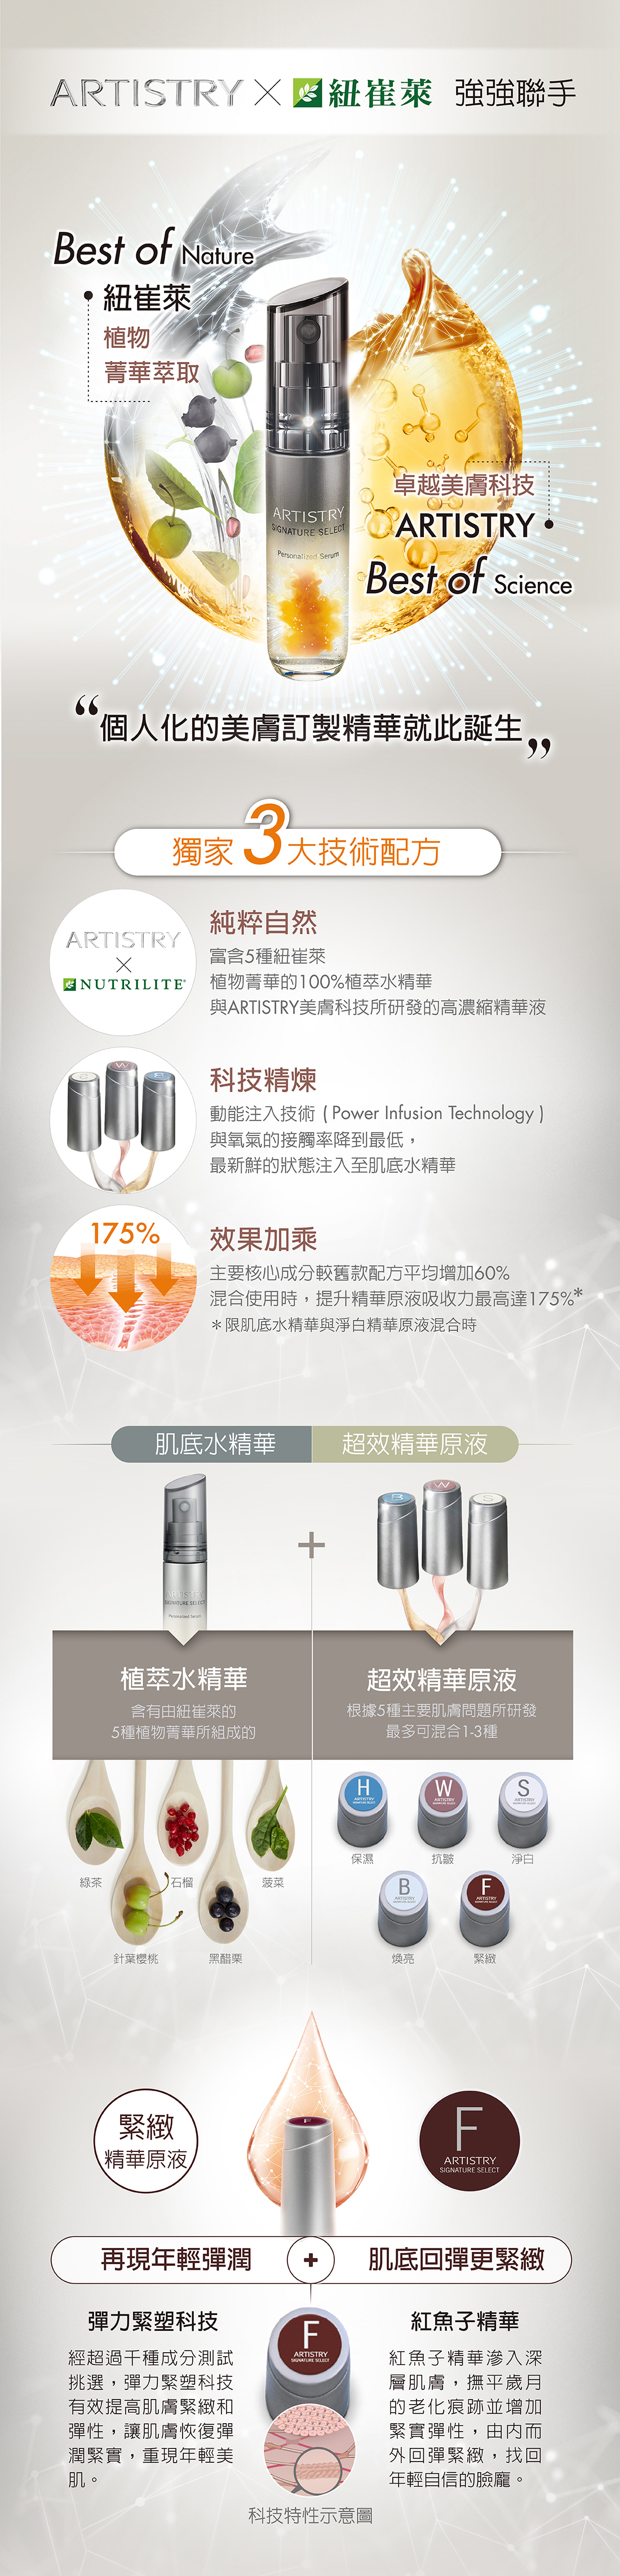 ARTISTRY × 紐崔萊 強強聯手
Best of Nature
紐崔萊
植物
菁華萃取
卓越美膚科技
ARTISTRY
Best of Science
ARTISTRY
SIGNATURE SELECT
Personalized Serum
“個人化的美膚訂製精華就此誕生”
獨家3大技術配方
ARTISTRY
×
NUTRILITE
純粹自然
富含5種紐崔萊
植物菁華的100%植萃水精華
與ARTISTRY美膚科技所研發的高濃縮精華液
S W B
科技精煉
動能注入技術 ( Power Infusion Technology )
與氧氣的接觸率降到最低，
最新鮮的狀態注入至肌底水精華
175%
效果加乘
主要核心成分較舊款配方平均增加60%
混合使用時，提升精華原液吸收力最高達175%*
＊限肌底水精華與淨白精華原液混合時
肌底水精華 超效精華原液
ARTISTRY
SIGNATURE SELECT
Personalized Serum
+
B W S
植萃水精華
含有由紐崔萊的
5種植物菁華所組成的
超效精華原液
根據5種主要肌膚問題所研發
最多可混合1-3種
綠茶
石榴
菠菜
針葉櫻桃
黑醋栗
H
ARTISTRY
SIGNATURE SELECT
保濕
W
ARTISTRY
SIGNATURE SELECT
抗皺
S
ARTISTRY
SIGNATURE SELECT
淨白
B
ARTISTRY
SIGNATURE SELECT
煥亮
F
ARTISTRY
SIGNATURE SELECT
緊緻
緊緻
精華原液
F
ARTISTRY
SIGNATURE SELECT
再現年輕彈潤 + 肌底回彈更緊緻
彈力緊塑科技
經超過千種成分測試
挑選，彈力緊塑科技
有效提高肌膚緊緻和
彈性，讓肌膚恢復彈
潤緊實，重現年輕美
肌。
F
ARTISTRY
SIGNATURE SELECT
科技特性示意圖
紅魚子精華
紅魚子精華滲入深
層肌膚，撫平歲月
的老化痕跡並增加
緊實彈性，由內而
外回彈緊緻，找回
年輕自信的臉龐。